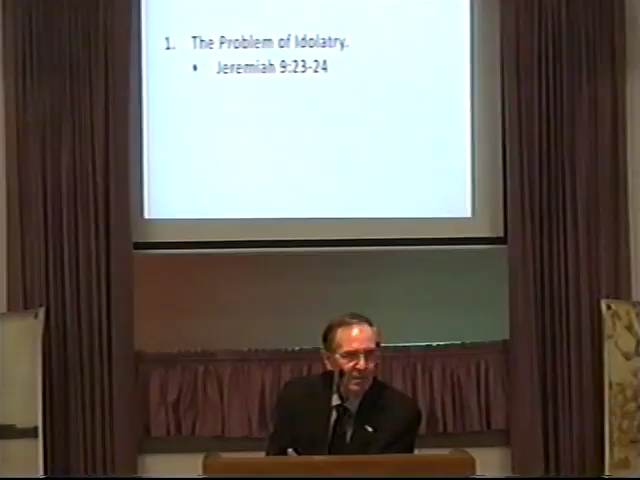 1. The Problem of Idolatry.
• Jeremiah 9:23-24